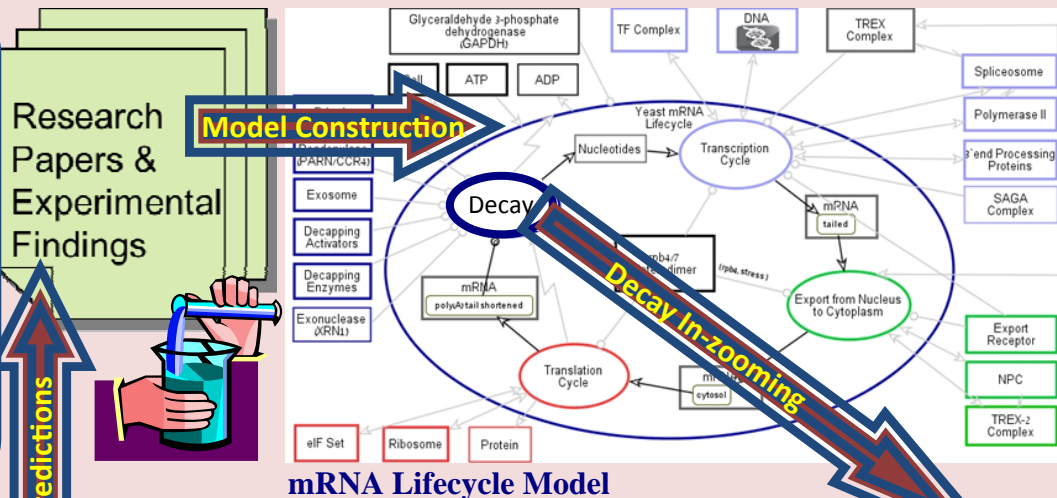 Research
Papers &
Experimental
Findings
Model Construction
Glyceraldehyde 3-phosphate
dehydrogenase
(GAPDH)
TF Complex
DNA
TREX
Complex
ATP
ADP
Spliceosome
Polymerase II
3'end Processing
Proteins
SAGA
Complex
(PARN/CCR4)
Exosome
Decapping
Activators
Decapping
Enzymes
Exonuclease
(XRN1)
Yeast mRNA
Lifecycle
Nucleotides
Transcription
Cycle
Decay
mRNA
tailed
rpb4/7
(rpb4, stress)
Decay In-zooming
mRNA
polyAtail shortened
Export from Nucleus
to Cytoplasm
Translation
Cycle
cytosol
Export
Receptor
NPC
TREX-2
Complex
eIF Set
Ribosome
Protein
edictions
mRNA Lifecycle Model